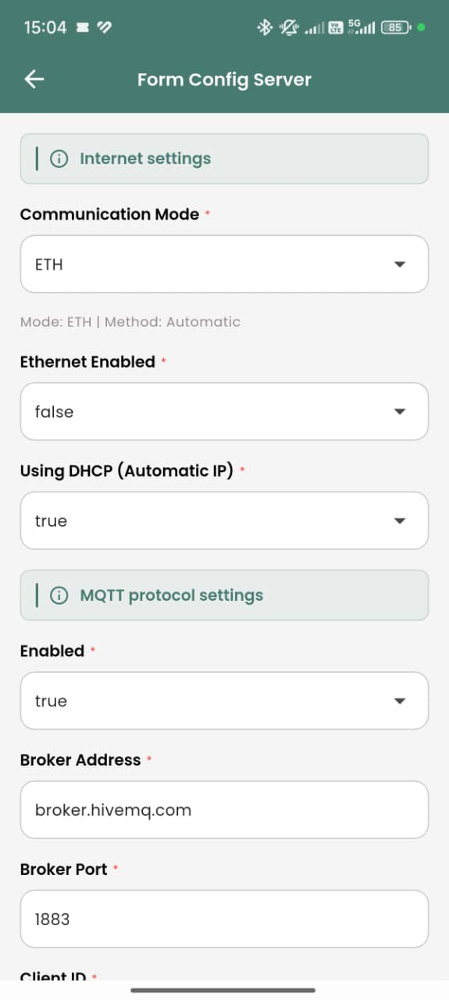 15:04
VO LTE
5G
85
Form Config Server
Internet settings
Communication Mode *
ETH
Mode: ETH | Method: Automatic
Ethernet Enabled *
false
Using DHCP (Automatic IP) *
true
MQTT protocol settings
Enabled *
true
Broker Address *
broker.hivemq.com
Broker Port *
1883
Client ID *